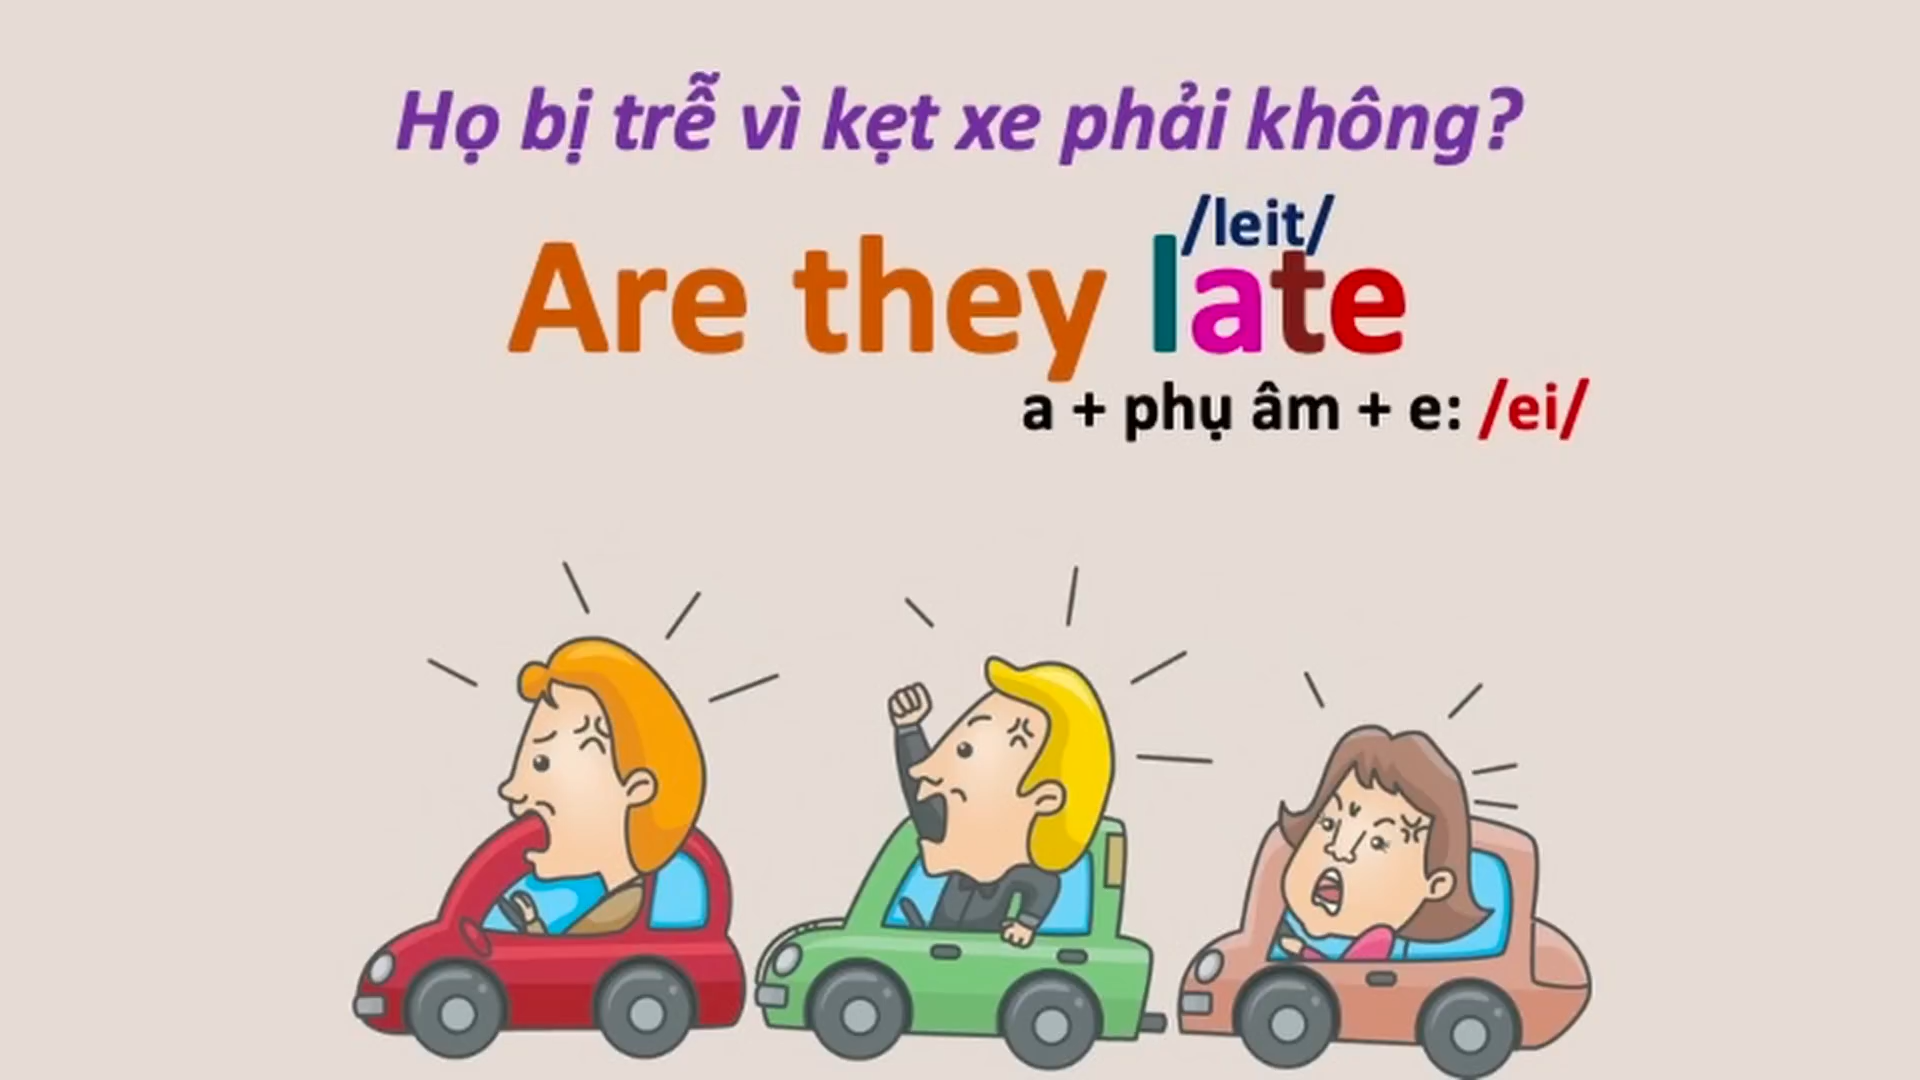 Họ bị trễ vì kẹt xe phải không?
/leit/
Are they late
a + phụ âm + e: /ei/